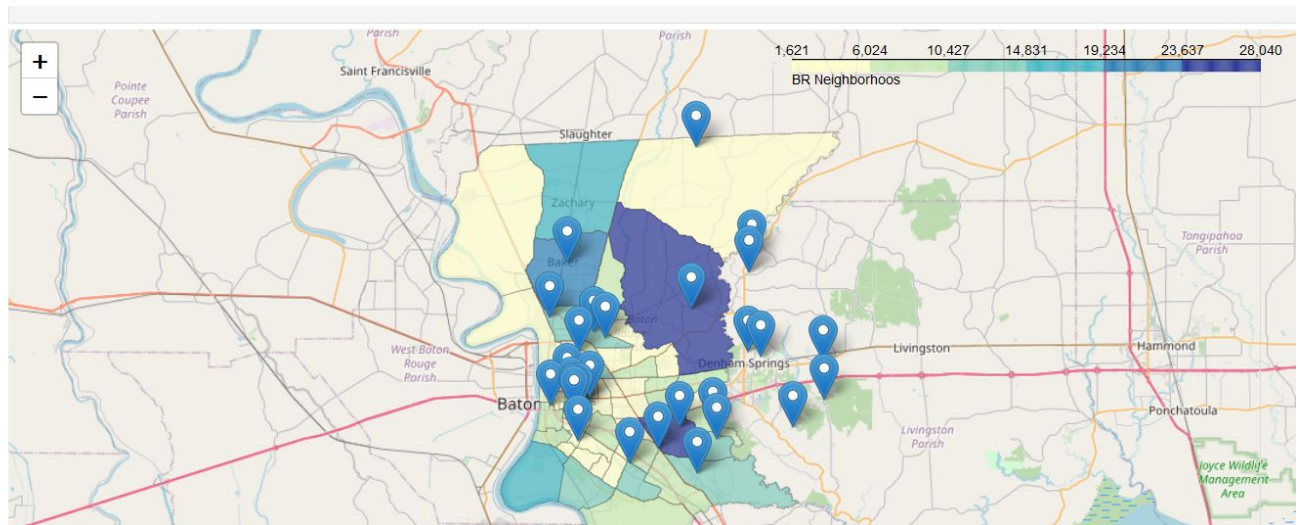 +
−
Parish
Parish
Saint Francisville
1,621 6,024 10,427 14,831 19,234 23,637 28,040
BR Neighborhoos
Pointe
Coupee
Parish
Slaughter
Zachary
Tangipahoa
Parish
Baker
Baton
West Baton
Rouge
Parish
Livingston
Hammond
Denham Springs
Baton
Ponchatoula
Livingston
Parish
Joyce Wildlife
Management
Area